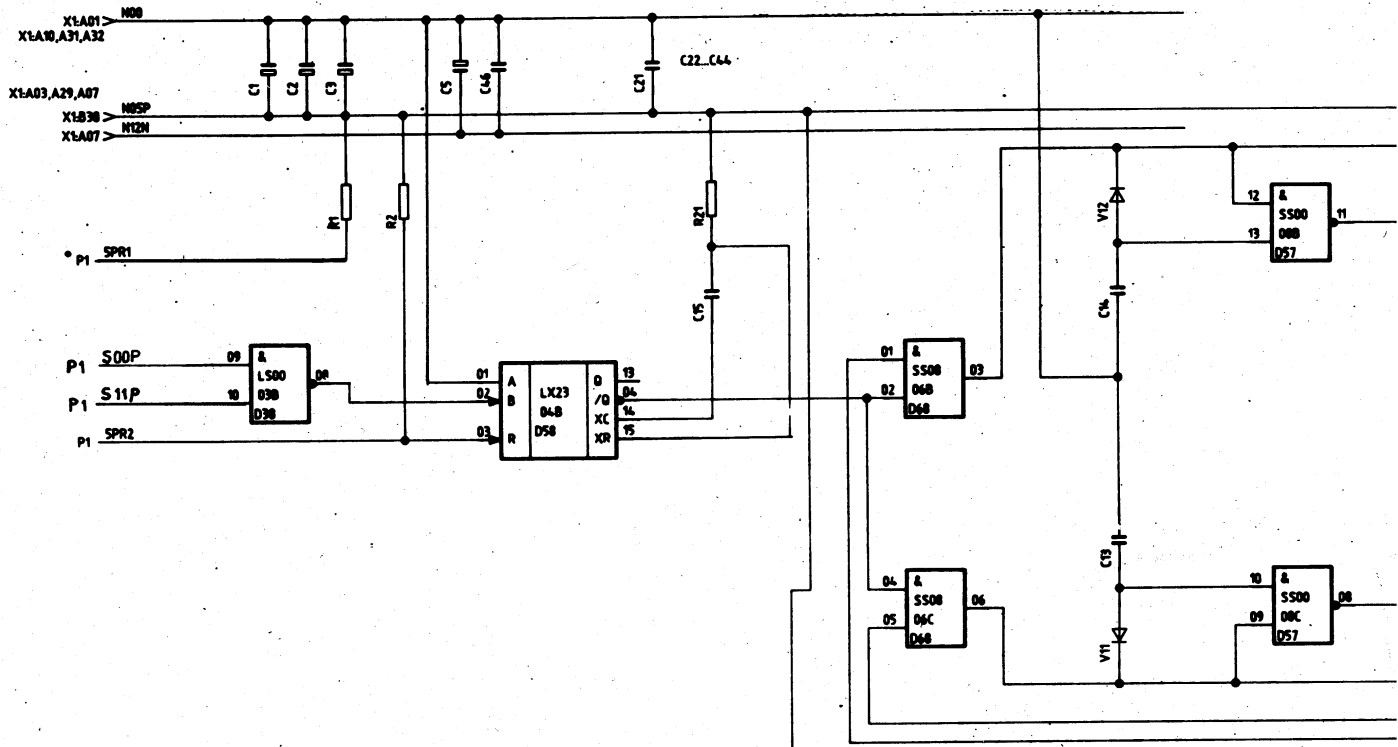 X1:A01 N00
X1:A10,A31,A32
C1 C2 C3 C5 C46 C21 C22...C44
X1:A03,A29,A07
X1:B38 N05P
X1:A07 N12N
R1 R2 R21
P1 SPR1
C15
V12
12 & 11
SS00
13 08B
D57
C14
P1 S00P 09 & 08
LS00
P1 S11P 10 03B
D38
P1 SPR2
01 A LX23 Q 13
02 B 04B /Q 04
D58 XC 14
03 R XR 15
01 & 03
SS08
02 06B
D68
C13
04 & 06
SS08
05 06C
D68
V11
10 & 08
SS00
09 08C
D57